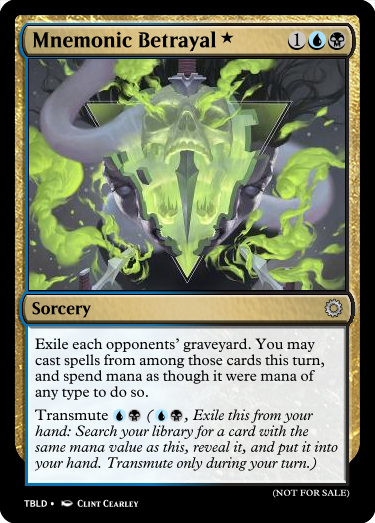 Mnemonic Betrayal ★ 1
Sorcery
Exile each opponents' graveyard. You may
cast spells from among those cards this turn,
and spend mana as though it were mana of
any type to do so.
Transmute ( , Exile this from your
hand: Search your library for a card with the
same mana value as this, reveal it, and put it into
your hand. Transmute only during your turn.)
(NOT FOR SALE)
TBLD • CLINT CEARLEY